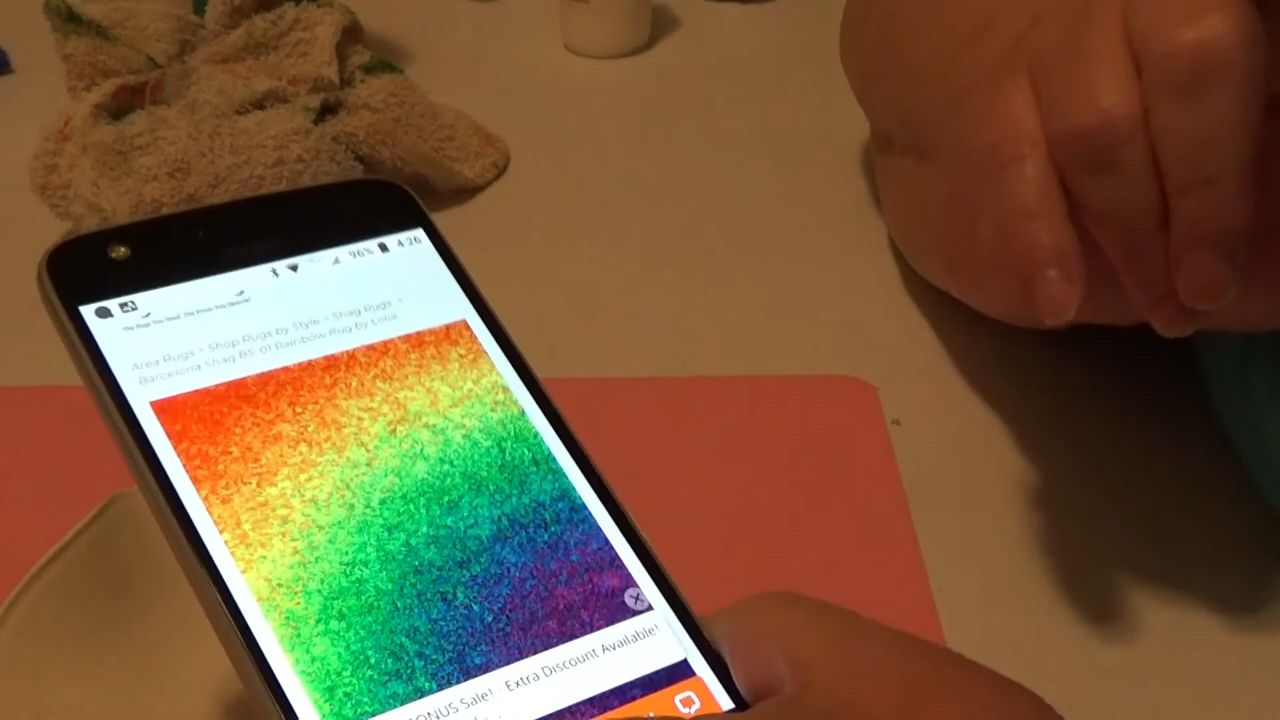 96% 4:26
The Rugs You Need. The Prices You Deserve!
Area Rugs > Shop Rugs by Style > Shag Rugs >
Barcelona Shag BS-01 Rainbow Rug By Loloi
BONUS Sale! - Extra Discount Available!